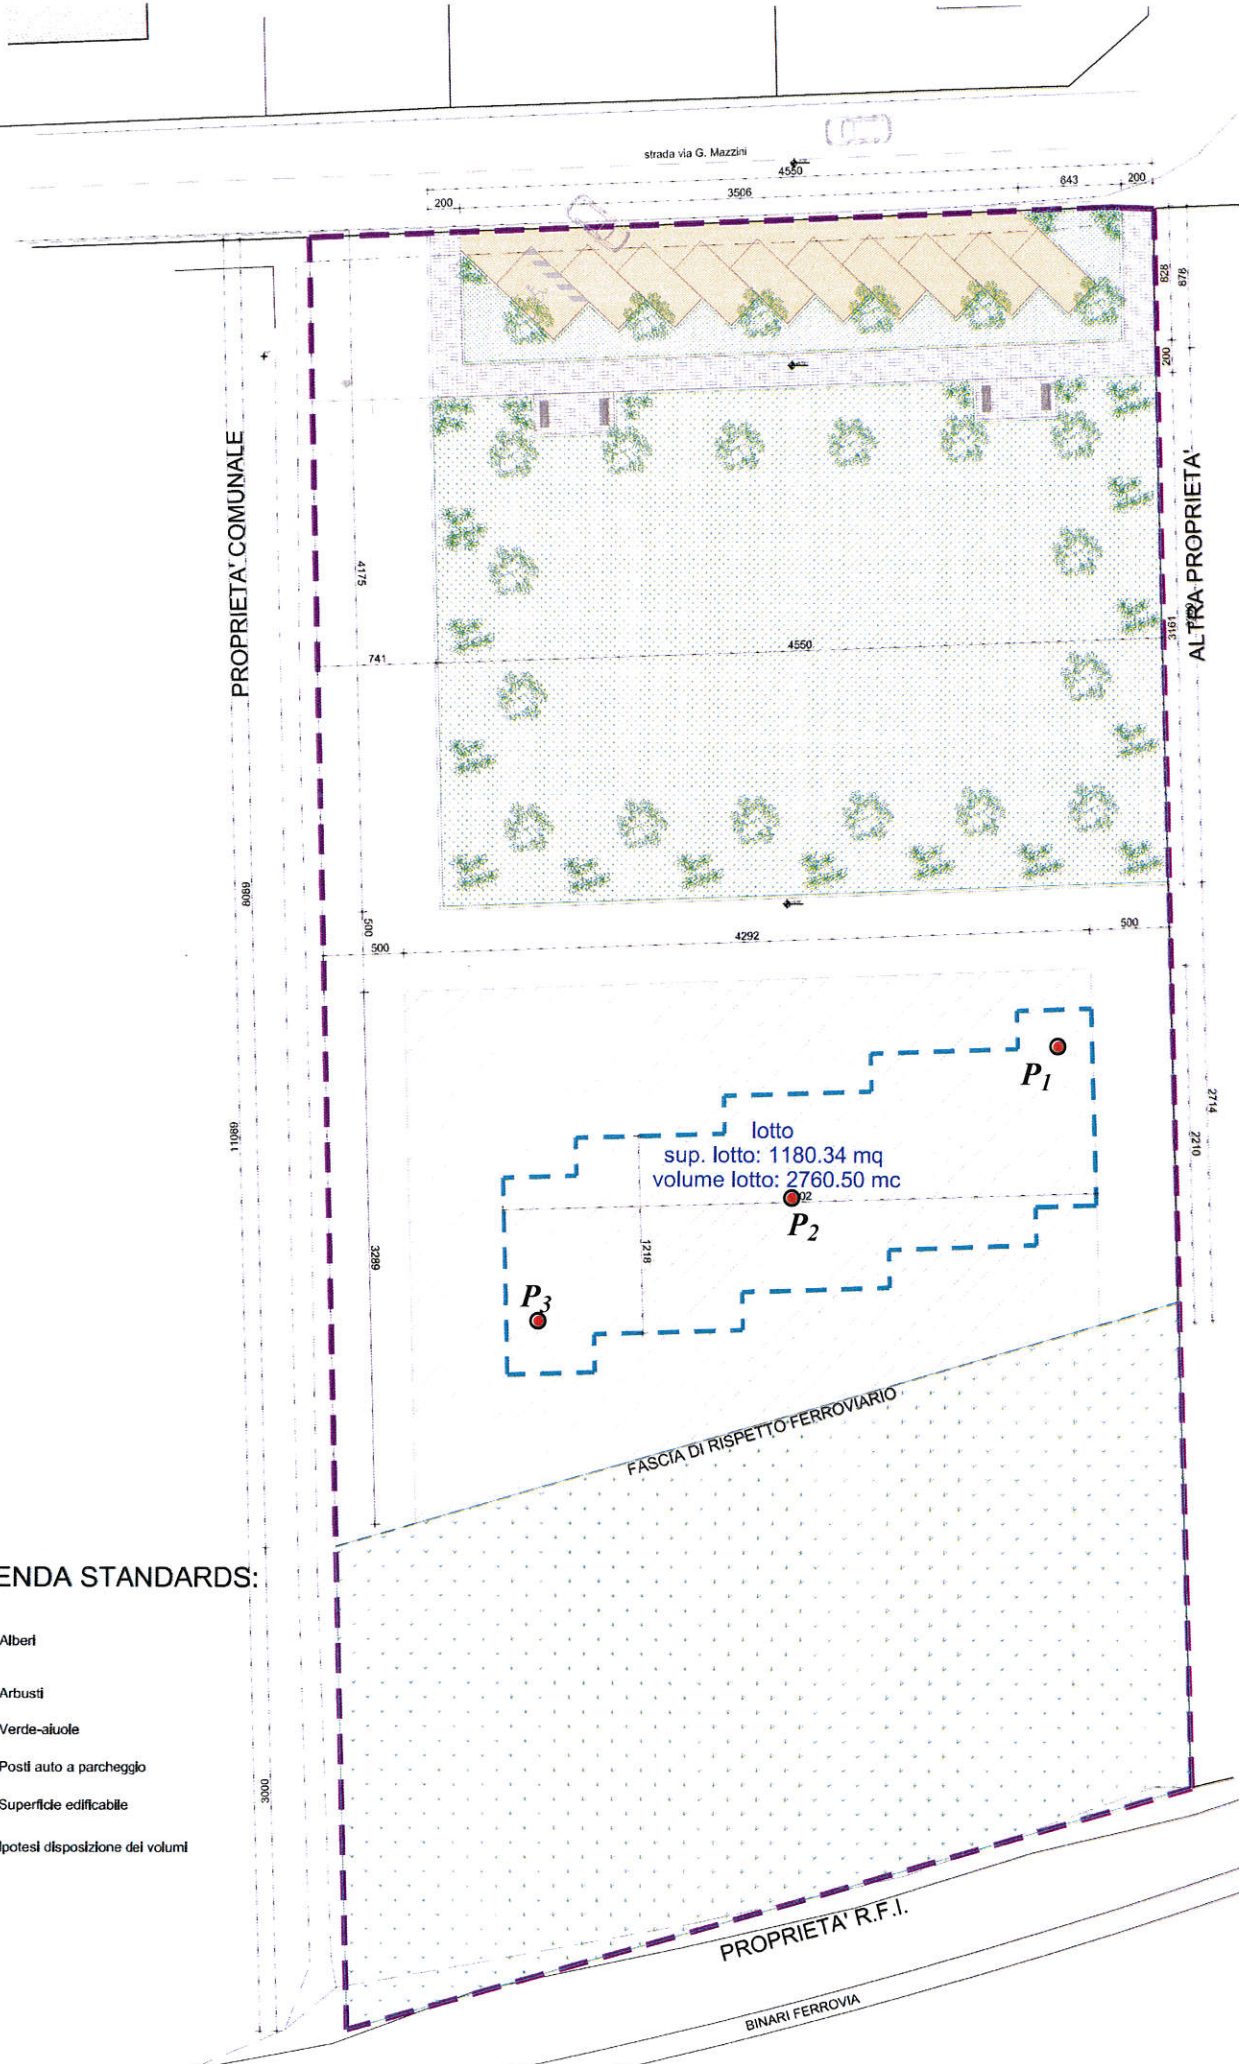 strada via G. Mazzini
4550
3506
643
200
200
828
878
200
PROPRIETA' COMUNALE
ALTRA PROPRIETA'
4175
3161
741
4550
8089
500
500
4292
500
P1
2714
2210
11089
lotto
sup. lotto: 1180.34 mq
volume lotto: 2760.50 mc
02
P2
1218
3289
P3
FASCIA DI RISPETTO FERROVIARIO
ENDA STANDARDS:
Alberi
Arbusti
Verde-aiuole
Posti auto a parcheggio
Superficie edificabile
Ipotesi disposizione dei volumi
3000
PROPRIETA' R.F.I.
BINARI FERROVIA